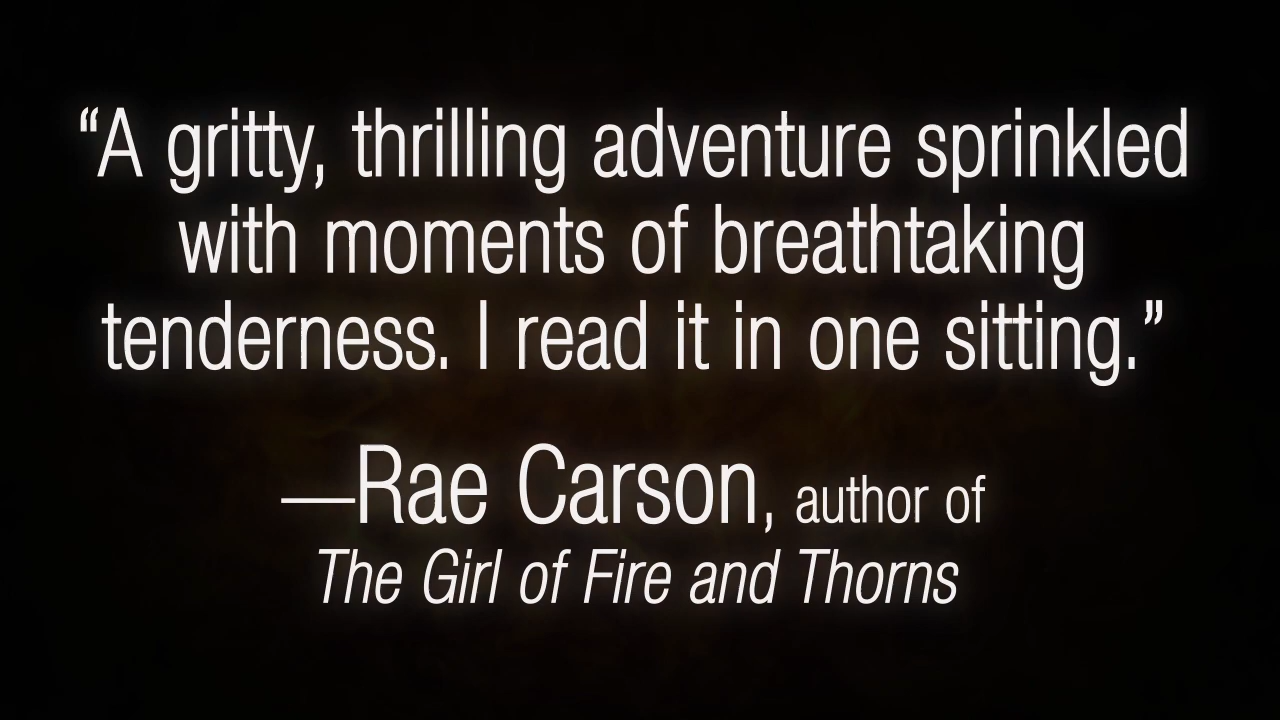 “A gritty, thrilling adventure sprinkled
with moments of breathtaking
tenderness. I read it in one sitting.”
—Rae Carson, author of
The Girl of Fire and Thorns